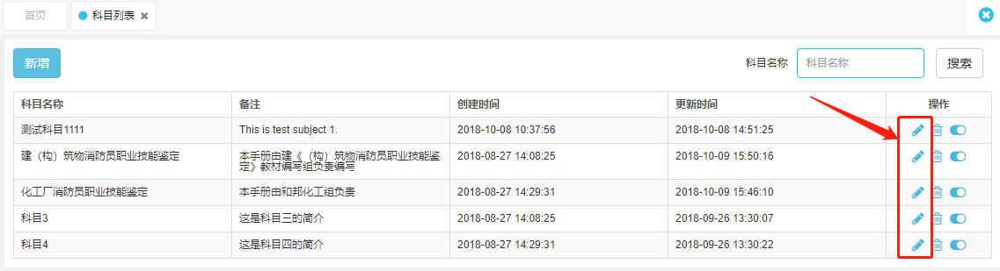 首页
科目列表
新增
科目名称
科目名称
搜索
科目名称 备注 创建时间 更新时间 操作
测试科目1111 This is test subject 1. 2018-10-08 10:37:56 2018-10-08 14:51:25
建（构）筑物消防员职业技能鉴定 本手册由建《（构）筑物消防员职业技能鉴 2018-08-27 14:08:25 2018-10-09 15:50:16
定》教材编写组负责编写
化工厂消防员职业技能鉴定 本手册由和邦化工组负责 2018-08-27 14:29:31 2018-10-09 15:46:10
科目3 这是科目三的简介 2018-08-27 14:08:25 2018-09-26 13:30:07
科目4 这是科目四的简介 2018-08-27 14:29:31 2018-09-26 13:30:22